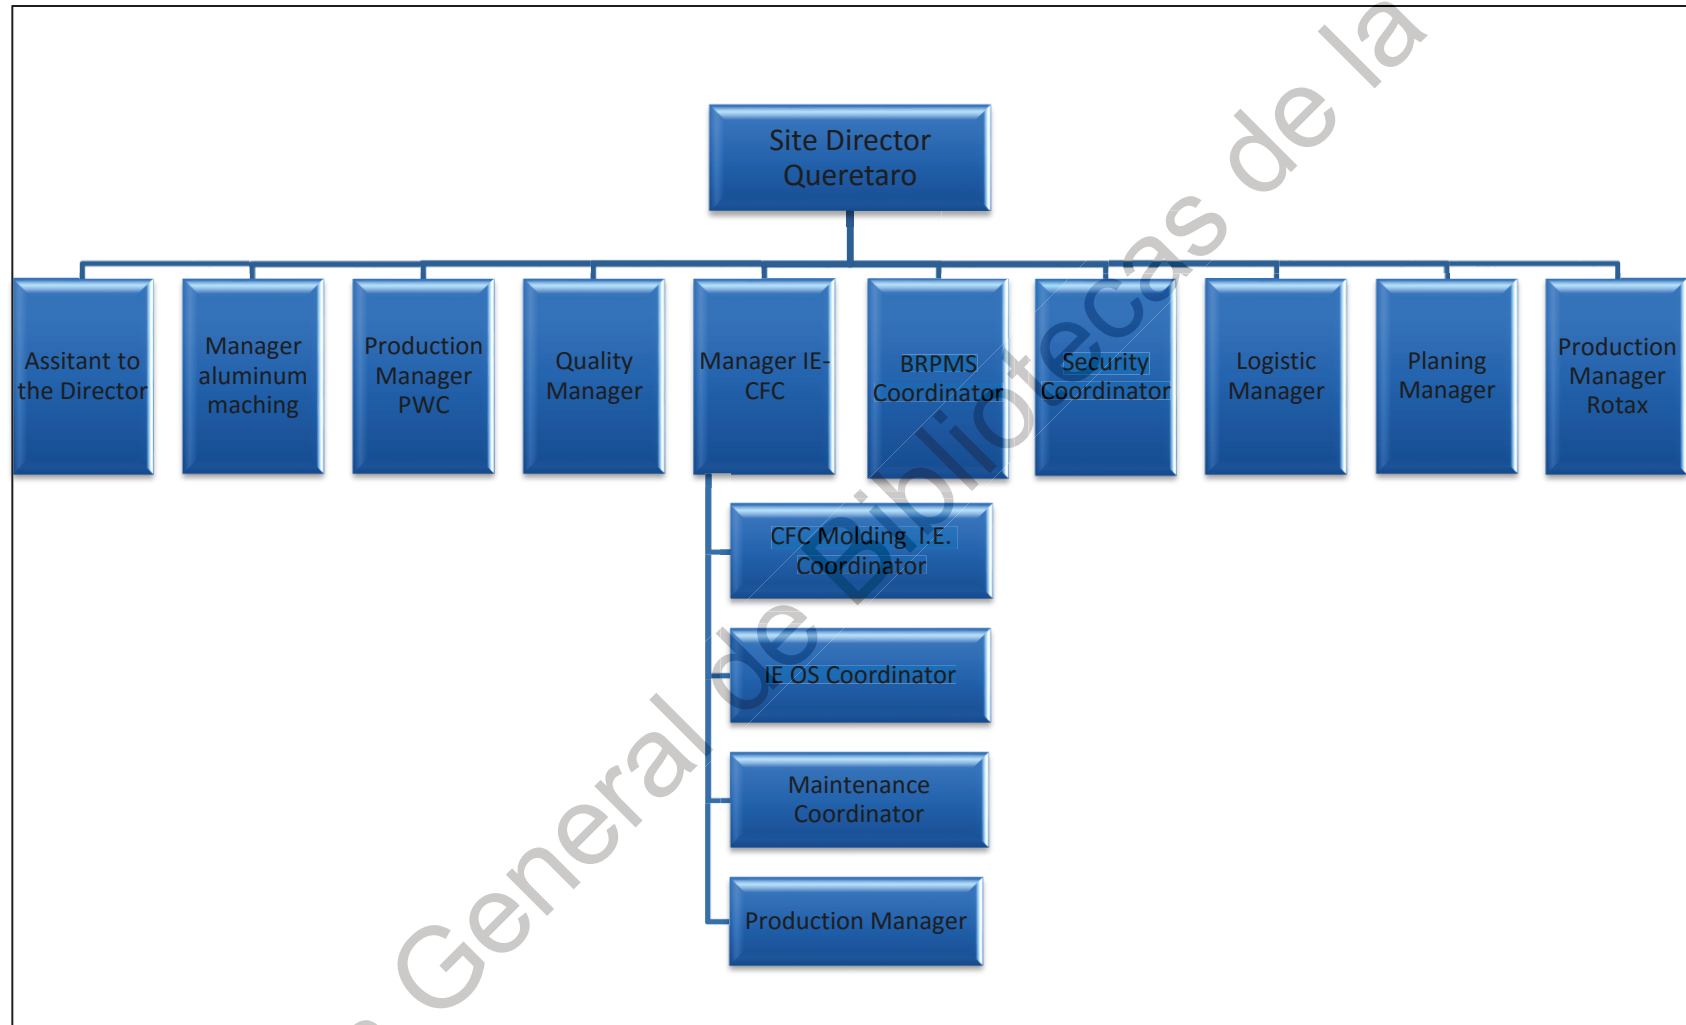 Site Director
Queretaro
Assitant to
the Director
Manager
aluminum
maching
Production
Manager
PWC
Quality
Manager
Manager IE-
CFC
BRPMS
Coordinator
Security
Coordinator
Logistic
Manager
Planing
Manager
Production
Manager
Rotax
CFC Molding I.E.
Coordinator
IE OS Coordinator
Maintenance
Coordinator
Production Manager
General de Bibliotecas de la